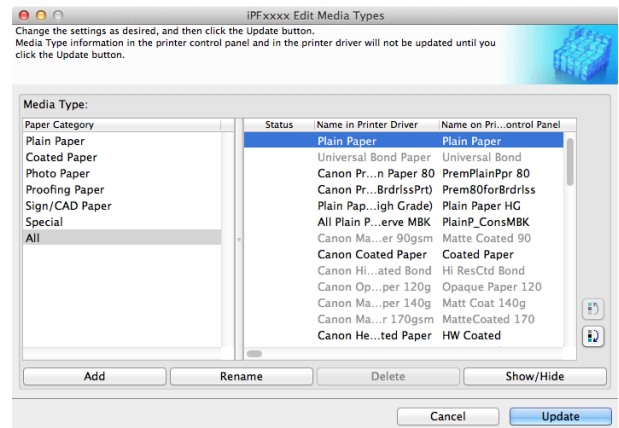 iPFxxxx Edit Media Types
Change the settings as desired, and then click the Update button.
Media Type information in the printer control panel and in the printer driver will not be updated until you
click the Update button.
Media Type:
Paper Category
Plain Paper
Coated Paper
Photo Paper
Proofing Paper
Sign/CAD Paper
Special
All
Status Name in Printer Driver Name on Pri...ontrol Panel
Plain Paper Plain Paper
Universal Bond Paper Universal Bond
Canon Pr...n Paper 80 PremPlainPpr 80
Canon Pr...BrdrlssPrt) Prem80forBrdrlss
Plain Pap...igh Grade) Plain Paper HG
All Plain P...erve MBK PlainP_ConsMBK
Canon Ma...er 90gsm Matte Coated 90
Canon Coated Paper Coated Paper
Canon Hi...ated Bond Hi ResCtd Bond
Canon Op...per 120g Opaque Paper 120
Canon Ma...per 140g Matt Coat 140g
Canon Ma...r 170gsm MatteCoated 170
Canon He...ted Paper HW Coated
Add Rename Delete Show/Hide
Cancel Update